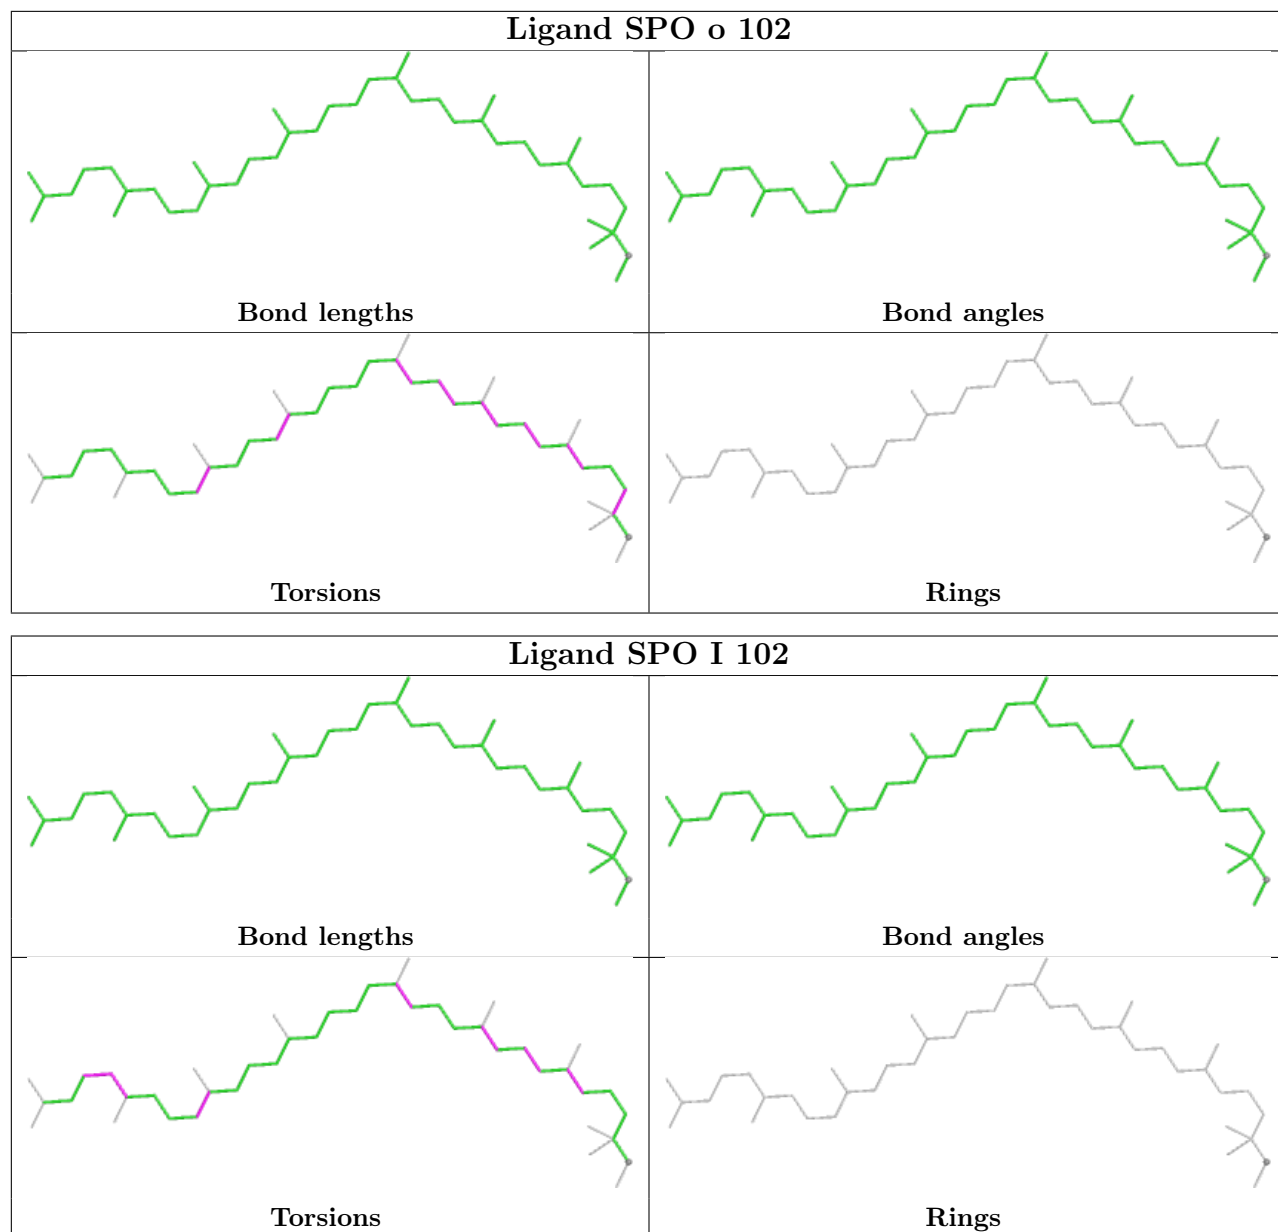 Ligand SPO o 102
Bond lengths
Bond angles
Torsions
Rings
Ligand SPO I 102
Bond lengths
Bond angles
Torsions
Rings